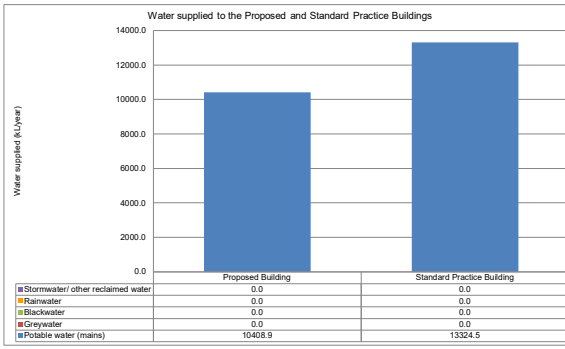 Water supplied to the Proposed and Standard Practice Buildings
14000.0
12000.0
10000.0
8000.0
6000.0
4000.0
2000.0
0.0
Water supplied (kL/year)
Proposed Building Standard Practice Building
Stormwater/ other reclaimed water 0.0 0.0
Rainwater 0.0 0.0
Blackwater 0.0 0.0
Greywater 0.0 0.0
Potable water (mains) 10408.9 13324.5